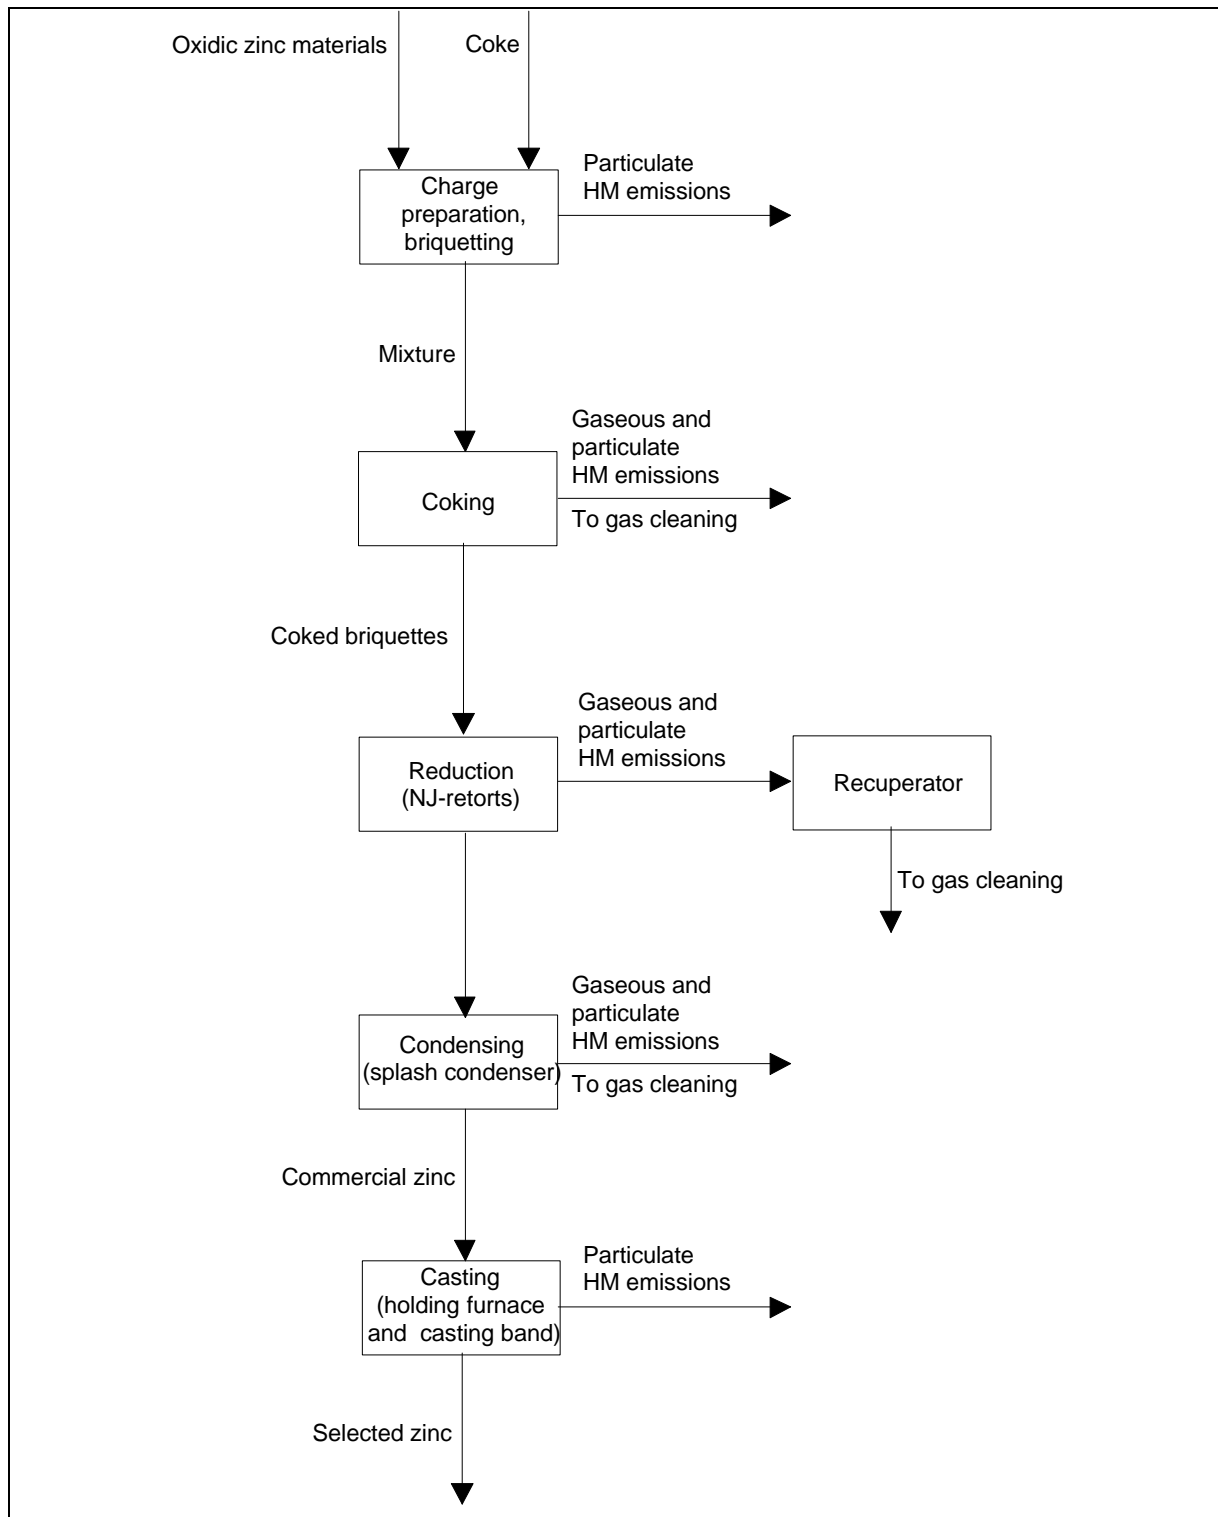 Oxidic zinc materials
Coke
Particulate
HM emissions
Charge
preparation,
briquetting
Mixture
Gaseous and
particulate
HM emissions
Coking
To gas cleaning
Coked briquettes
Gaseous and
particulate
HM emissions
Reduction
(NJ-retorts)
Recuperator
To gas cleaning
Gaseous and
particulate
HM emissions
Condensing
(splash condenser)
To gas cleaning
Commercial zinc
Particulate
HM emissions
Casting
(holding furnace
and casting band)
Selected zinc